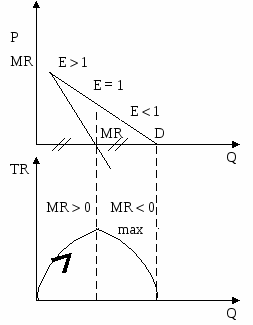 P
MR
E > 1
E = 1
E < 1
MR
D
Q
TR
MR > 0
MR < 0
max
Q